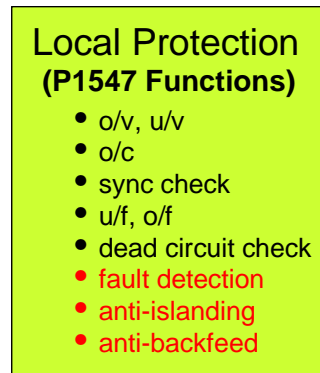 Local Protection
(P1547 Functions)
• o/v, u/v
• o/c
• sync check
• u/f, o/f
• dead circuit check
• fault detection
• anti-islanding
• anti-backfeed